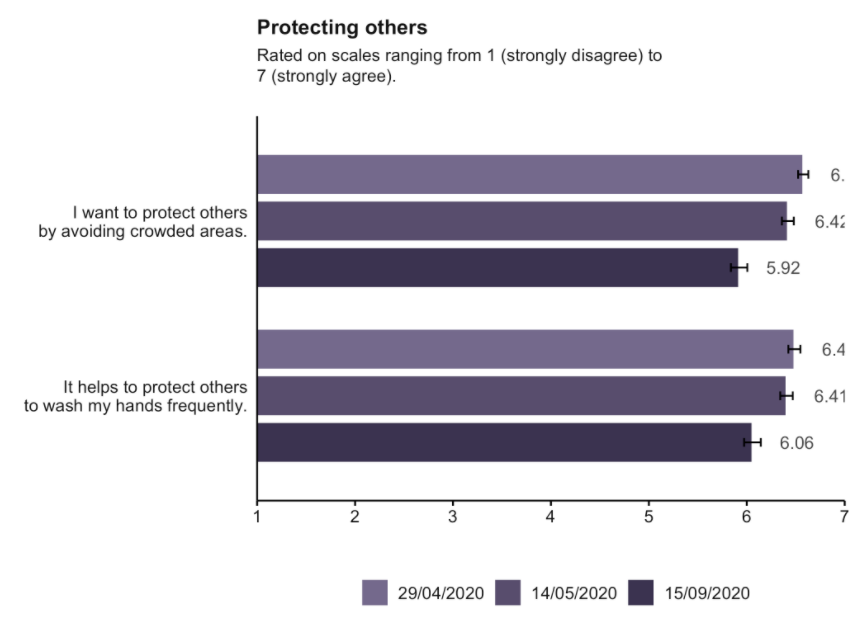 Protecting others
Rated on scales ranging from 1 (strongly disagree) to
7 (strongly agree).
6.
I want to protect others
by avoiding crowded areas.
6.42
5.92
6.4
It helps to protect others
to wash my hands frequently.
6.41
6.06
1 2 3 4 5 6 7
29/04/2020 14/05/2020 15/09/2020